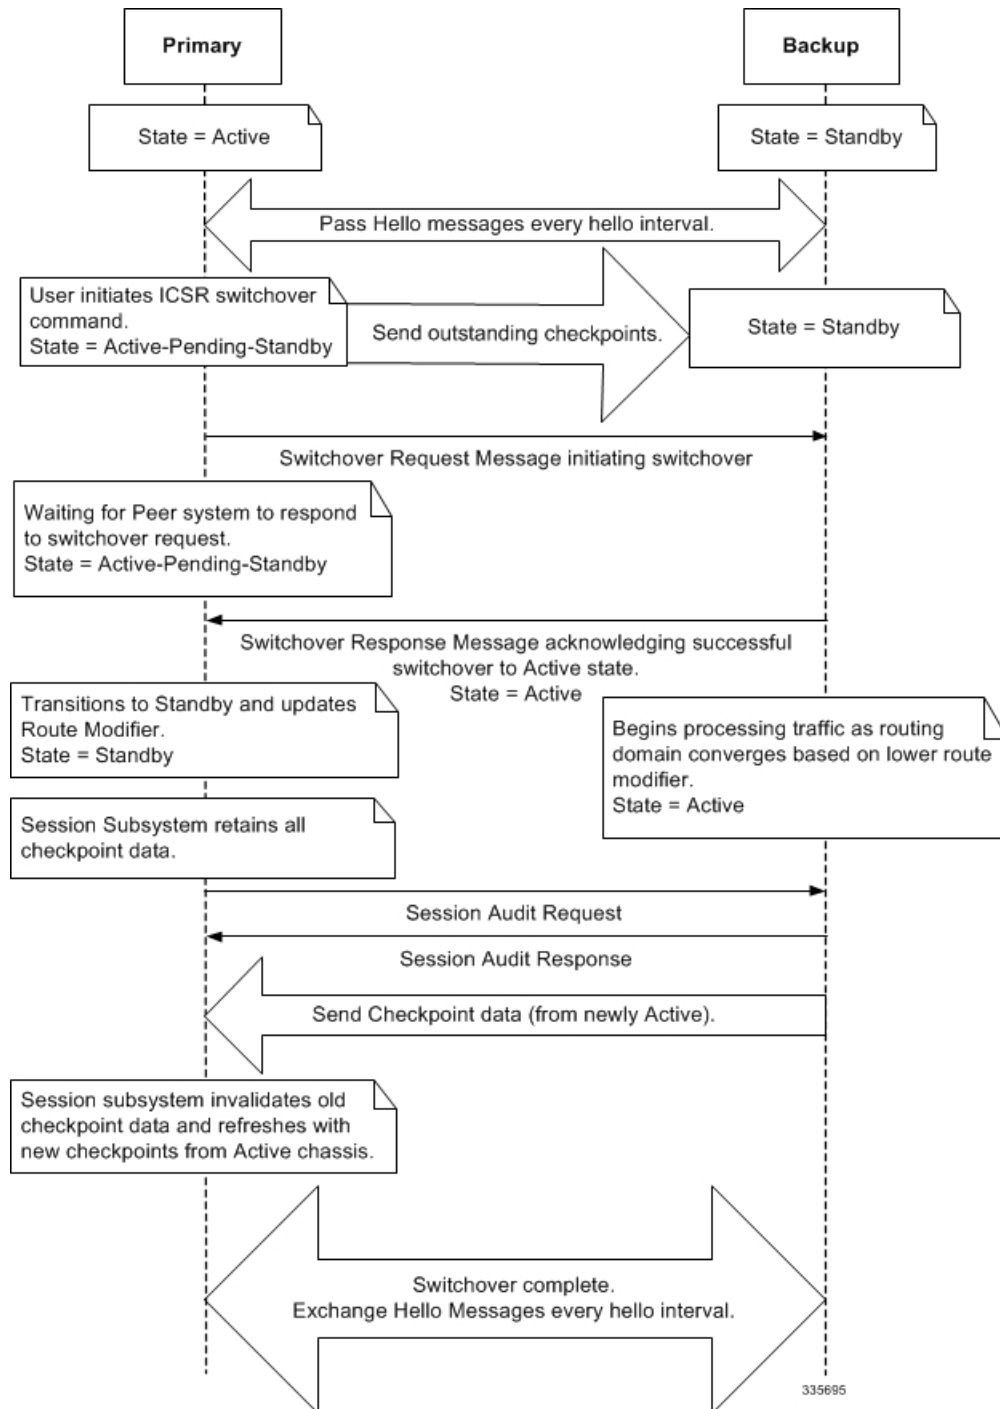 Primary
Backup
State = Active
State = Standby
Pass Hello messages every hello interval.
User initiates ICSR switchover
command.
State = Active-Pending-Standby
Send outstanding checkpoints.
State = Standby
Switchover Request Message initiating switchover
Waiting for Peer system to respond
to switchover request.
State = Active-Pending-Standby
Switchover Response Message acknowledging successful
switchover to Active state.
State = Active
Transitions to Standby and updates
Route Modifier.
State = Standby
Begins processing traffic as routing
domain converges based on lower route
modifier.
State = Active
Session Subsystem retains all
checkpoint data.
Session Audit Request
Session Audit Response
Send Checkpoint data (from newly Active).
Session subsystem invalidates old
checkpoint data and refreshes with
new checkpoints from Active chassis.
Switchover complete.
Exchange Hello Messages every hello interval.
335695